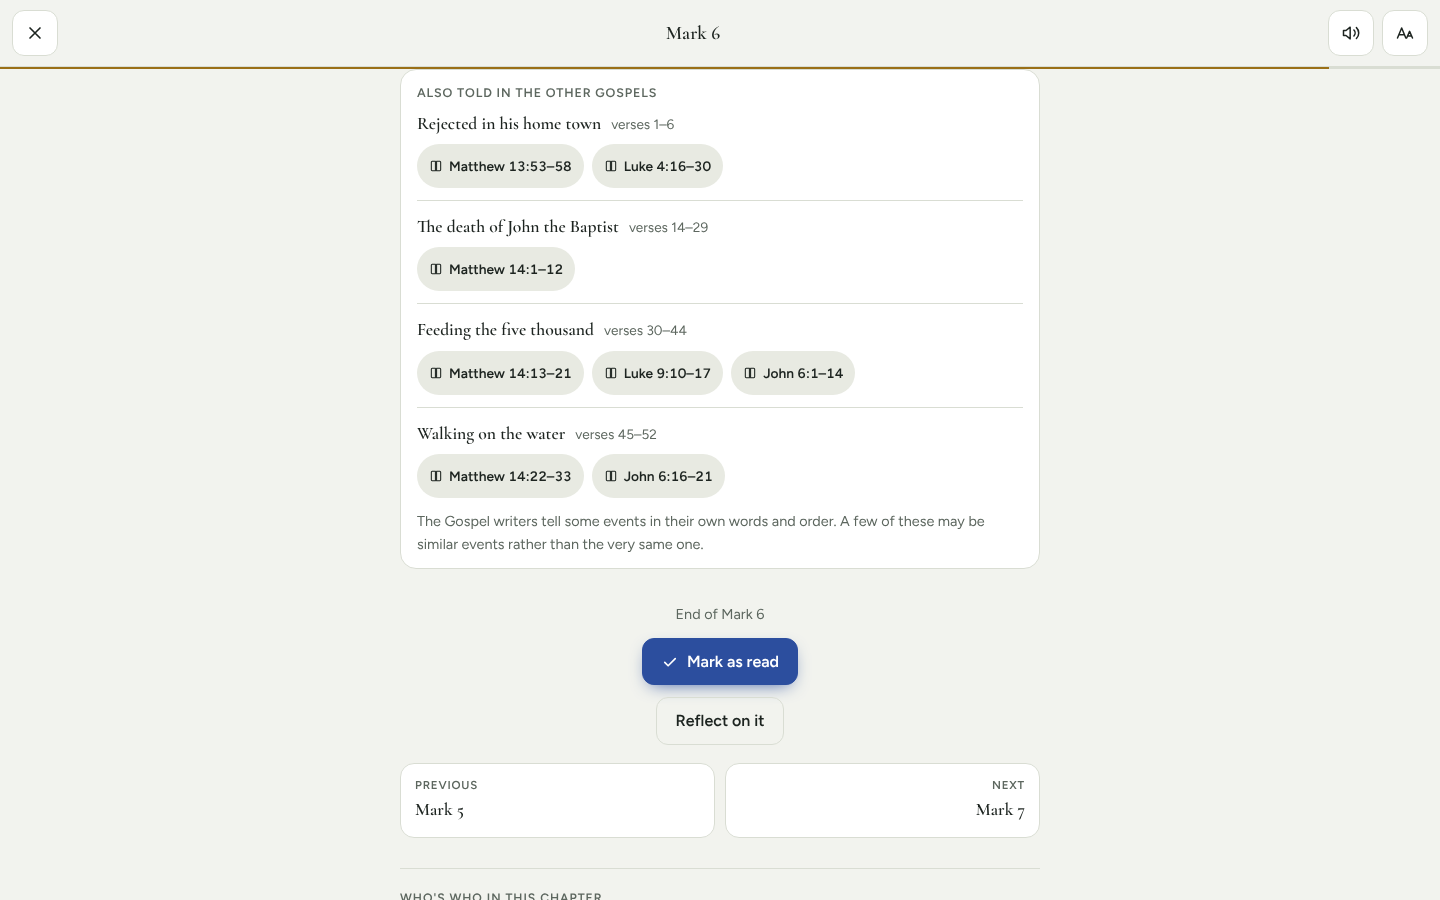 Mark 6
AA
ALSO TOLD IN THE OTHER GOSPELS
Rejected in his home town verses 1–6
Matthew 13:53–58 Luke 4:16–30
The death of John the Baptist verses 14–29
Matthew 14:1–12
Feeding the five thousand verses 30–44
Matthew 14:13–21 Luke 9:10–17 John 6:1–14
Walking on the water verses 45–52
Matthew 14:22–33 John 6:16–21
The Gospel writers tell some events in their own words and order. A few of these may be
similar events rather than the very same one.
End of Mark 6
Mark as read
Reflect on it
PREVIOUS
Mark 5
NEXT
Mark 7
WHO'S WHO IN THIS CHAPTER